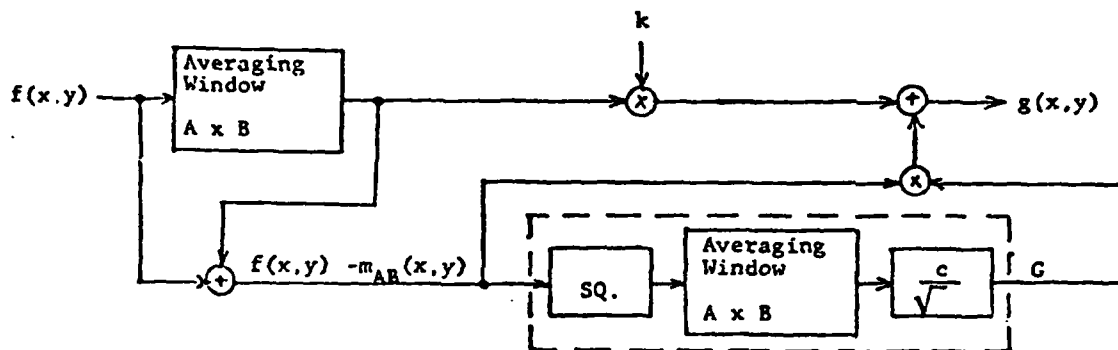 k
Averaging
Window
A x B
f(x,y)
x
+
g(x,y)
x
+
f(x,y) -m_AB(x,y)
SQ.
Averaging
Window
A x B
c
√
G